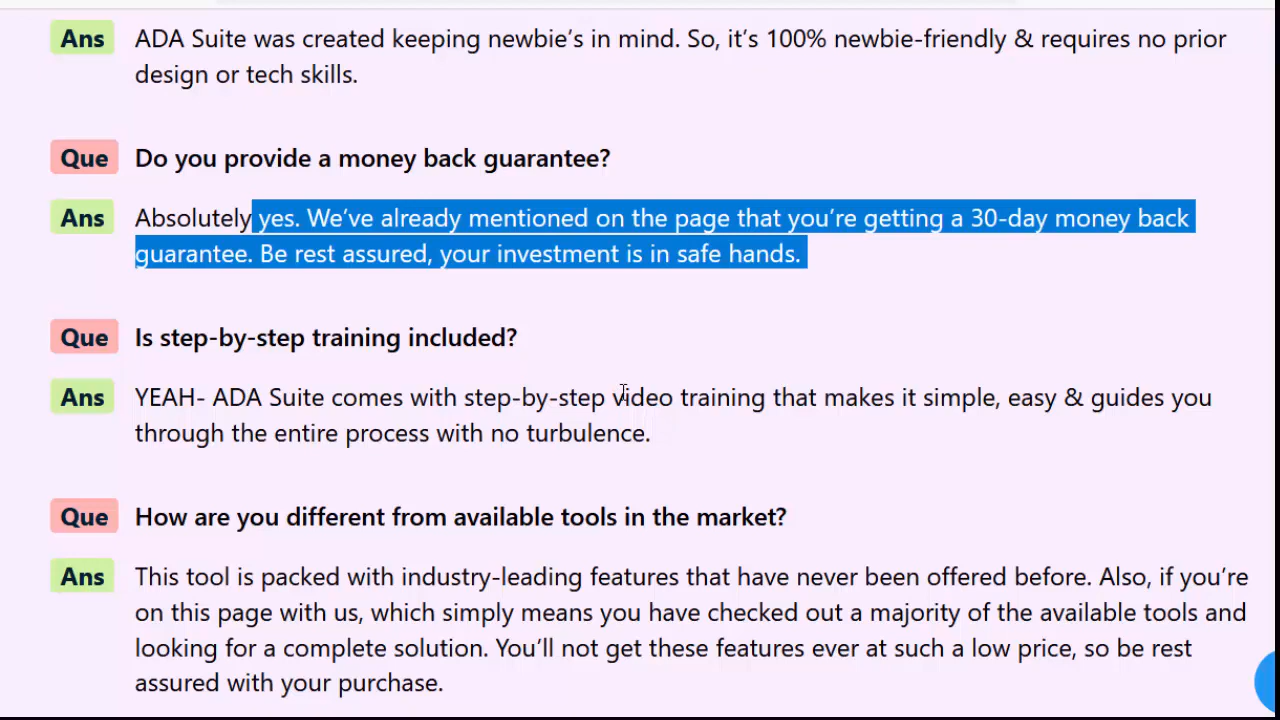 Ans ADA Suite was created keeping newbie’s in mind. So, it’s 100% newbie-friendly & requires no prior
design or tech skills.
Que Do you provide a money back guarantee?
Ans Absolutely yes. We’ve already mentioned on the page that you’re getting a 30-day money back
guarantee. Be rest assured, your investment is in safe hands.
Que Is step-by-step training included?
Ans YEAH- ADA Suite comes with step-by-step video training that makes it simple, easy & guides you
through the entire process with no turbulence.
Que How are you different from available tools in the market?
Ans This tool is packed with industry-leading features that have never been offered before. Also, if you’re
on this page with us, which simply means you have checked out a majority of the available tools and
looking for a complete solution. You’ll not get these features ever at such a low price, so be rest
assured with your purchase.